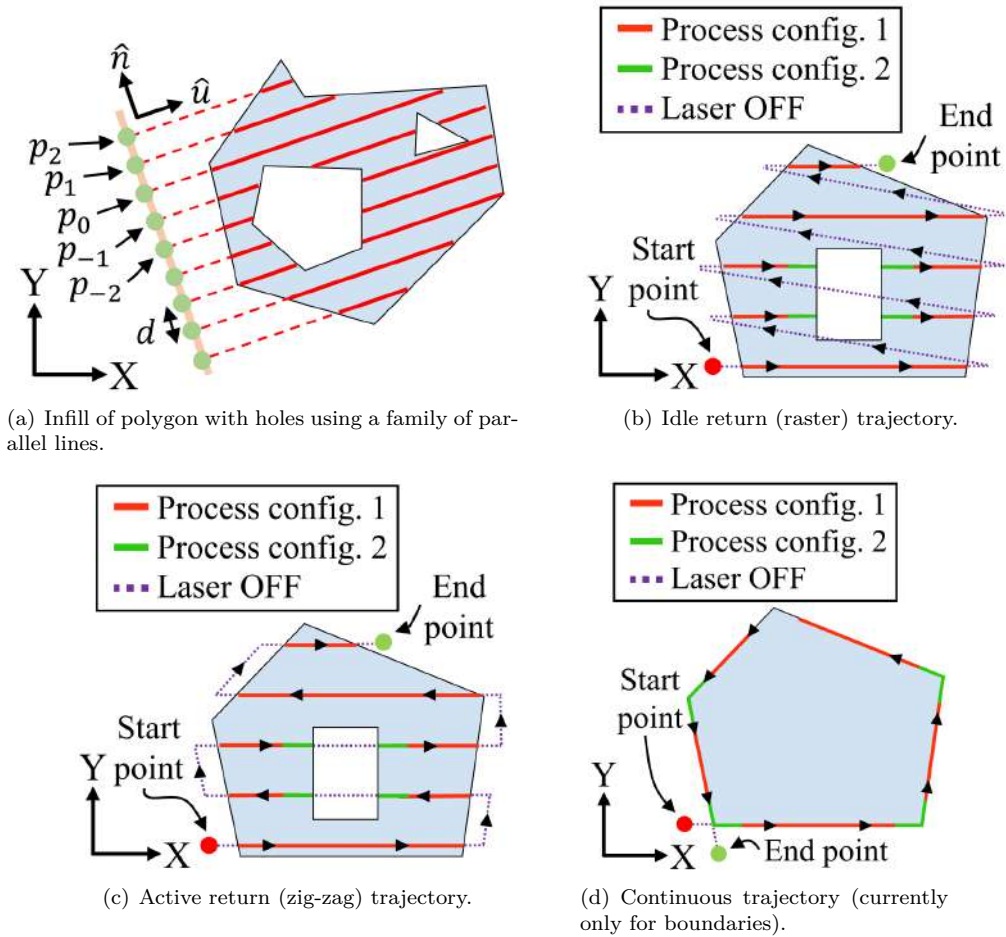 n̂
û
p₂
p₁
p₀
p₋₁
p₋₂
d
Y
X
(a) Infill of polygon with holes using a family of par-
allel lines.
Process config. 1
Process config. 2
Laser OFF
End
point
Start
point
Y
X
(b) Idle return (raster) trajectory.
Process config. 1
Process config. 2
Laser OFF
End
point
Start
point
Y
X
(c) Active return (zig-zag) trajectory.
Process config. 1
Process config. 2
Laser OFF
Start
point
Y
X
End point
(d) Continuous trajectory (currently
only for boundaries).